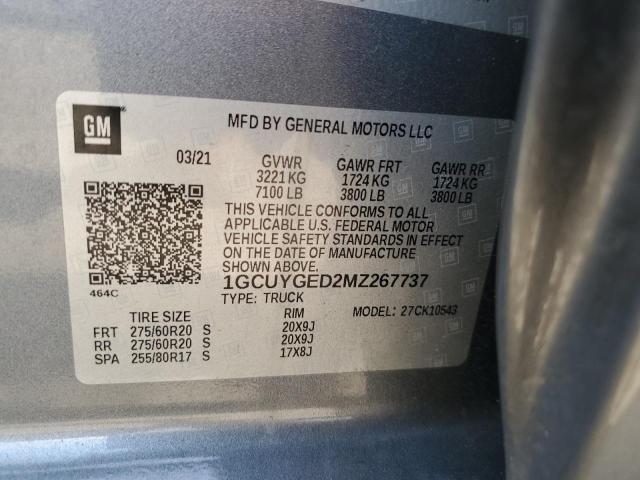 GM
MFD BY GENERAL MOTORS LLC
03/21 GVWR GAWR FRT GAWR RR
3221 KG 1724 KG 1724 KG
7100 LB 3800 LB 3800 LB
THIS VEHICLE CONFORMS TO ALL
APPLICABLE U.S. FEDERAL MOTOR
VEHICLE SAFETY STANDARDS IN EFFECT
ON THE DATE OF MANUFACTURE
SHOWN ABOVE.
464C
1GCUYGED2MZ267737
TYPE: TRUCK MODEL: 27CK10543
TIRE SIZE RIM
FRT 275/60R20 S 20X9J
RR 275/60R20 S 20X9J
SPA 255/80R17 S 17X8J